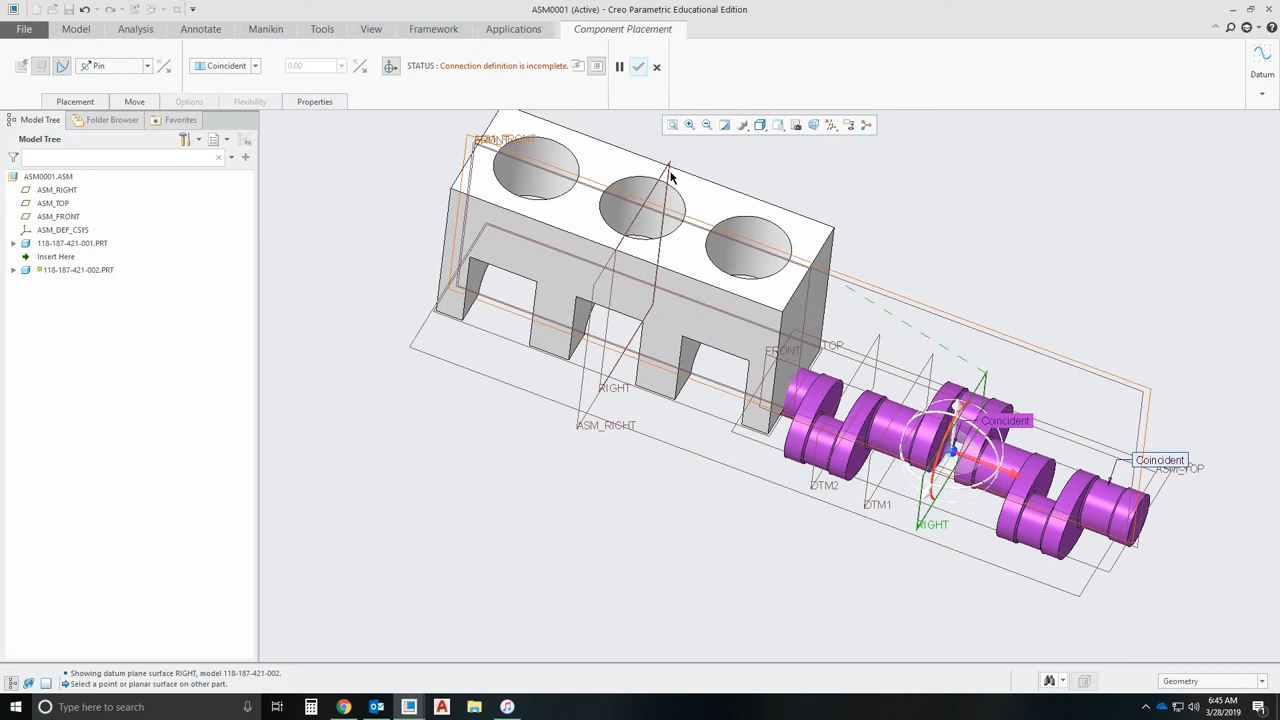 ASM0001 (Active) - Creo Parametric Educational Edition
File Model Analysis Annotate Manikin Tools View Framework Applications Component Placement
Pin Coincident 0.00 STATUS : Connection definition is incomplete.
Datum
Placement Move Options Flexibility Properties
Model Tree Folder Browser Favorites
Model Tree
ASM0001.ASM
ASM_RIGHT
ASM_TOP
ASM_FRONT
ASM_DEF_CSYS
118-187-421-001.PRT
Insert Here
118-187-421-002.PRT
FRONT
FRONT
TOP
RIGHT
ASM_RIGHT
Coincident
Coincident
ASM_TOP
DTM2
DTM1
RIGHT
Showing datum plane surface RIGHT, model 118-187-421-002.
Select a point or planar surface on other part.
Geometry
Type here to search
6:45 AM
3/28/2019